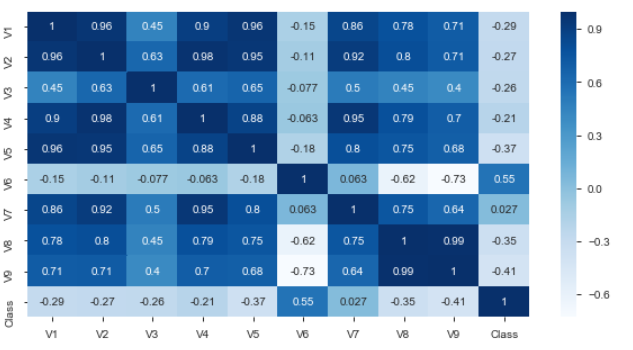 V1 1 0.96 0.45 0.9 0.96 -0.15 0.86 0.78 0.71 -0.29
V2 0.96 1 0.63 0.98 0.95 -0.11 0.92 0.8 0.71 -0.27
V3 0.45 0.63 1 0.61 0.65 -0.077 0.5 0.45 0.4 -0.26
V4 0.9 0.98 0.61 1 0.88 -0.063 0.95 0.79 0.7 -0.21
V5 0.96 0.95 0.65 0.88 1 -0.18 0.8 0.75 0.68 -0.37
V6 -0.15 -0.11 -0.077 -0.063 -0.18 1 0.063 -0.62 -0.73 0.55
V7 0.86 0.92 0.5 0.95 0.8 0.063 1 0.75 0.64 0.027
V8 0.78 0.8 0.45 0.79 0.75 -0.62 0.75 1 0.99 -0.35
V9 0.71 0.71 0.4 0.7 0.68 -0.73 0.64 0.99 1 -0.41
Class -0.29 -0.27 -0.26 -0.21 -0.37 0.55 0.027 -0.35 -0.41 1
V1 V2 V3 V4 V5 V6 V7 V8 V9 Class
0.9
0.6
0.3
0.0
−0.3
−0.6